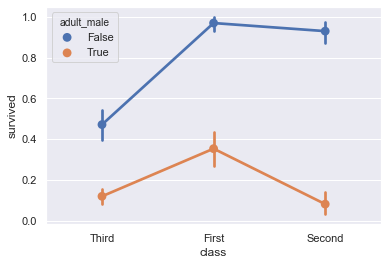 1.0
0.8
0.6
0.4
0.2
0.0
survived
adult_male
False
True
Third First Second
class